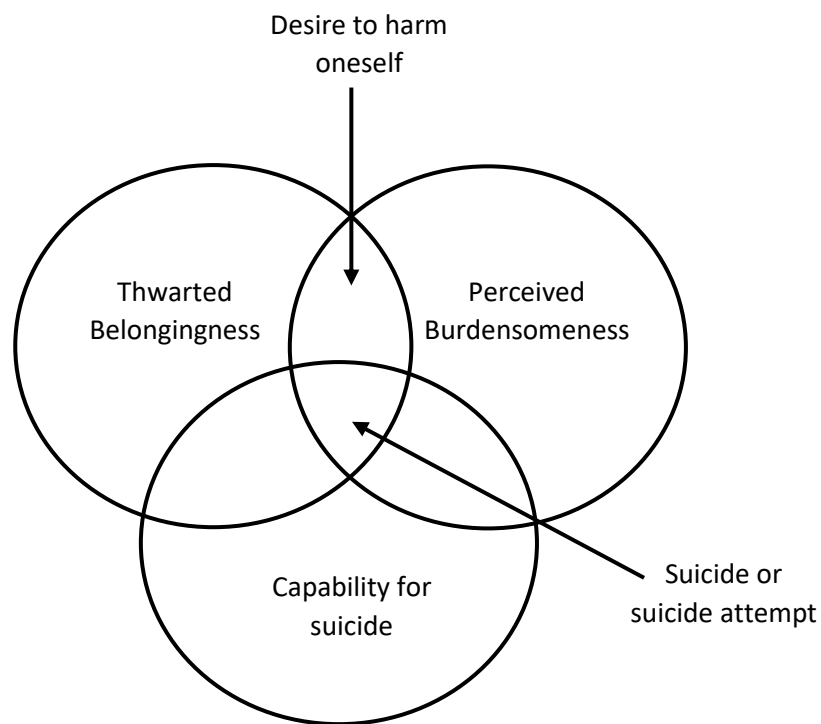 Desire to harm
oneself
Thwarted
Belongingness
Perceived
Burdensomeness
Capability for
suicide
Suicide or
suicide attempt